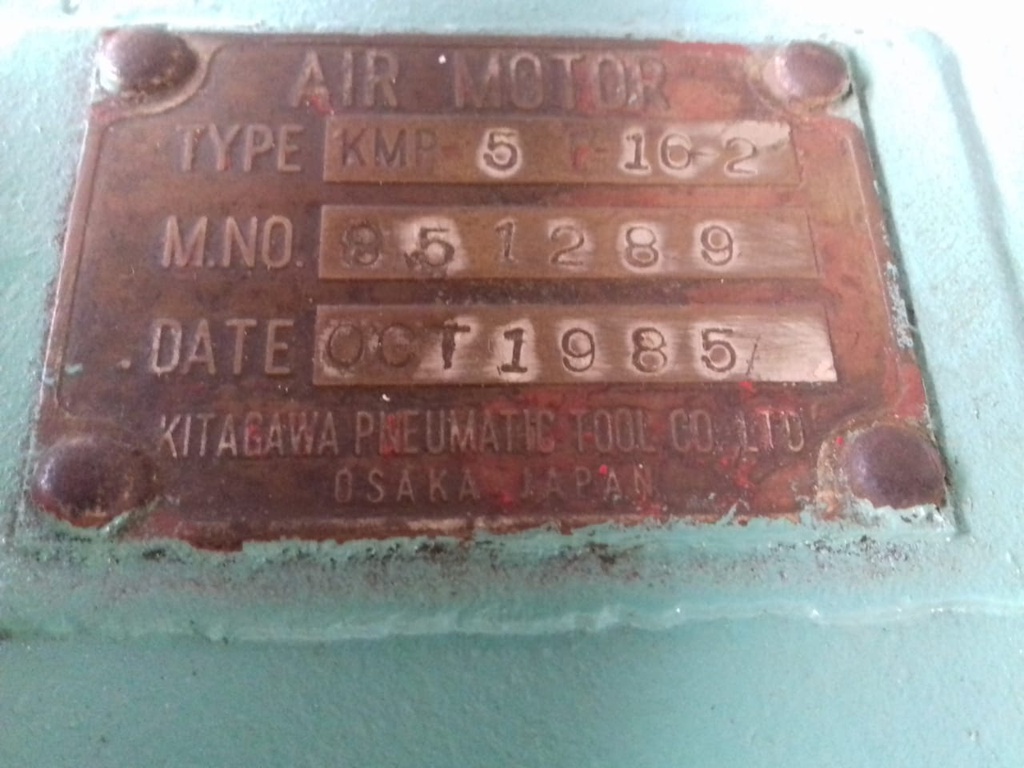 AIR MOTOR
TYPE KMP-5 F-16-2
M.NO. 851289
DATE OCT 1985
KITAGAWA PNEUMATIC TOOL CO. LTD
OSAKA JAPAN